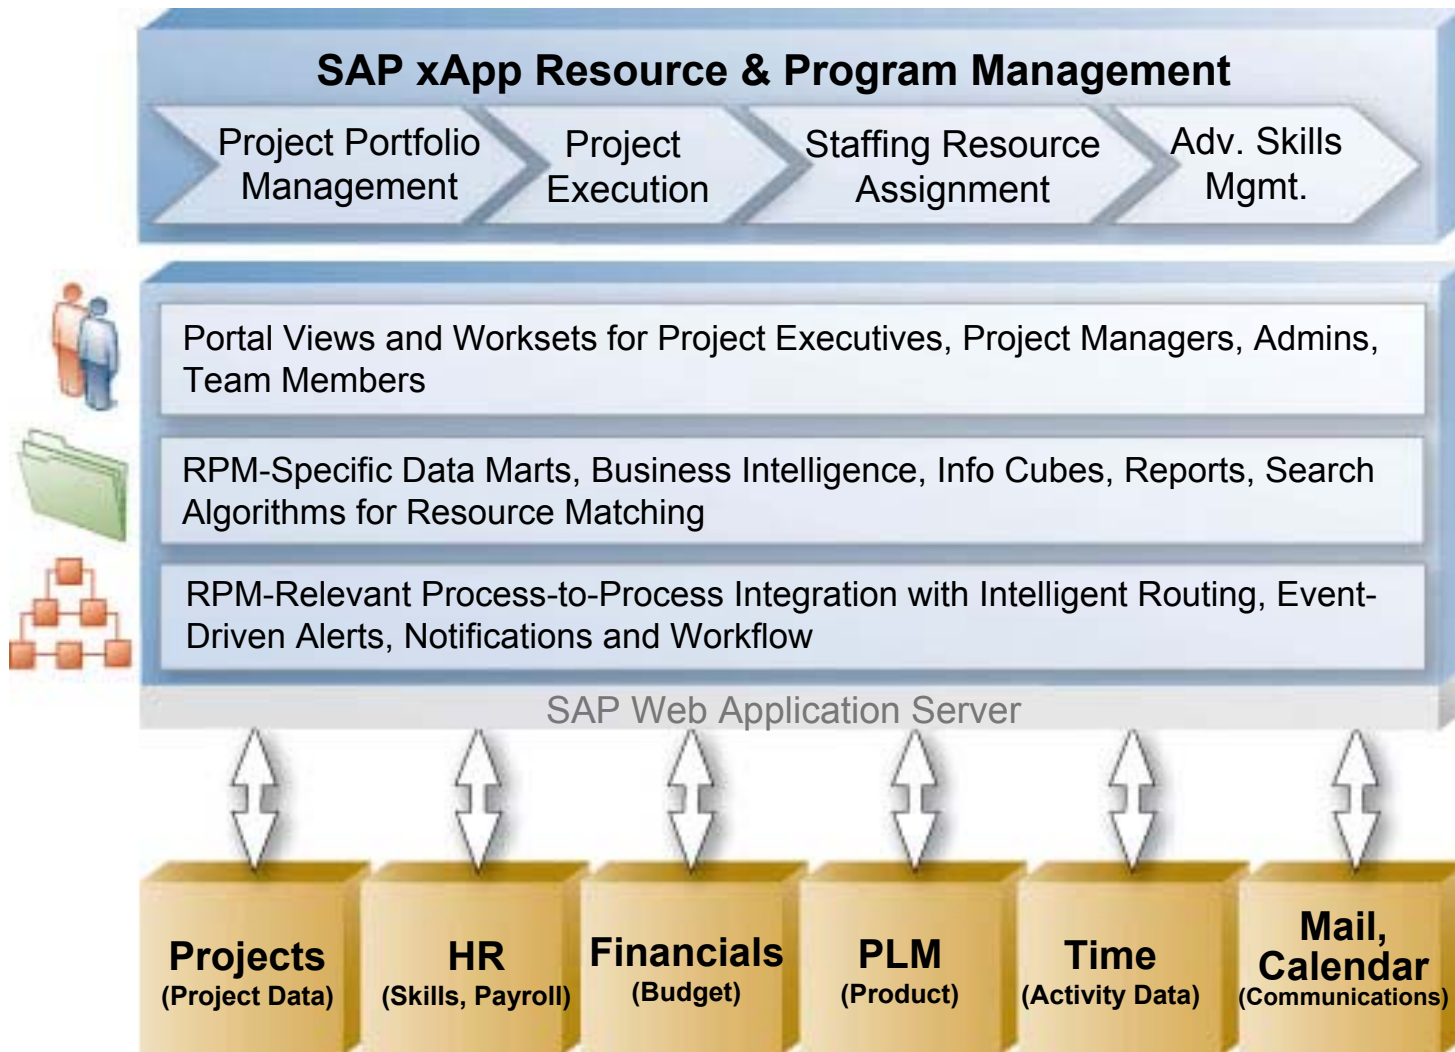 SAP xApp Resource & Program Management
Project Portfolio
Management
Project
Execution
Staffing Resource
Assignment
Adv. Skills
Mgmt.
Portal Views and Worksets for Project Executives, Project Managers, Admins,
Team Members
RPM-Specific Data Marts, Business Intelligence, Info Cubes, Reports, Search
Algorithms for Resource Matching
RPM-Relevant Process-to-Process Integration with Intelligent Routing, Event-
Driven Alerts, Notifications and Workflow
SAP Web Application Server
Projects
(Project Data)
HR
(Skills, Payroll)
Financials
(Budget)
PLM
(Product)
Time
(Activity Data)
Mail,
Calendar
(Communications)